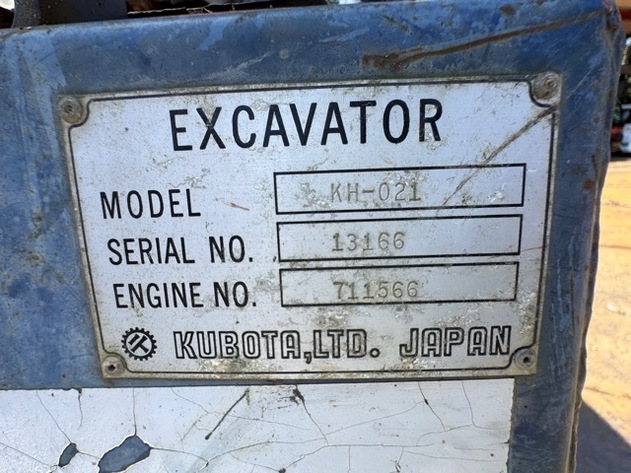 EXCAVATOR
MODEL KH-021
SERIAL NO. 13166
ENGINE NO. 711566
KUBOTA, LTD. JAPAN